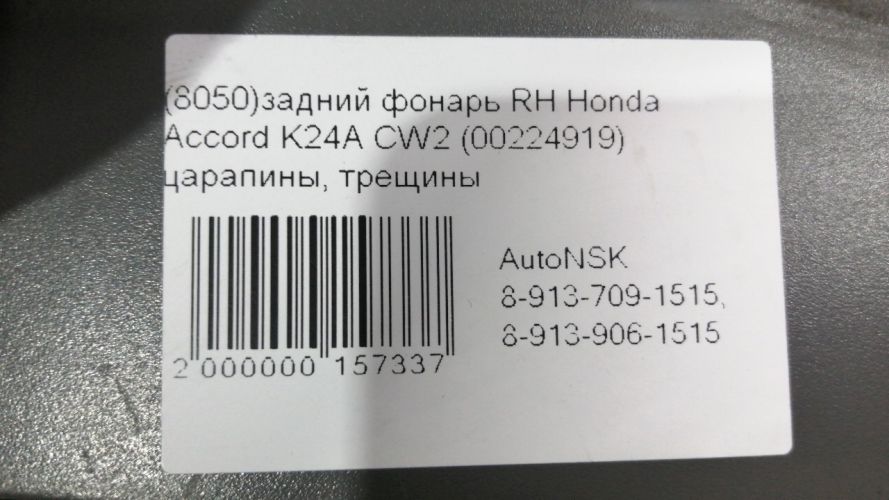 (8050)задний фонарь RH Honda
Accord K24A CW2 (00224919)
царапины, трещины
AutoNSK
8-913-709-1515,
8-913-906-1515
2 000000 157337